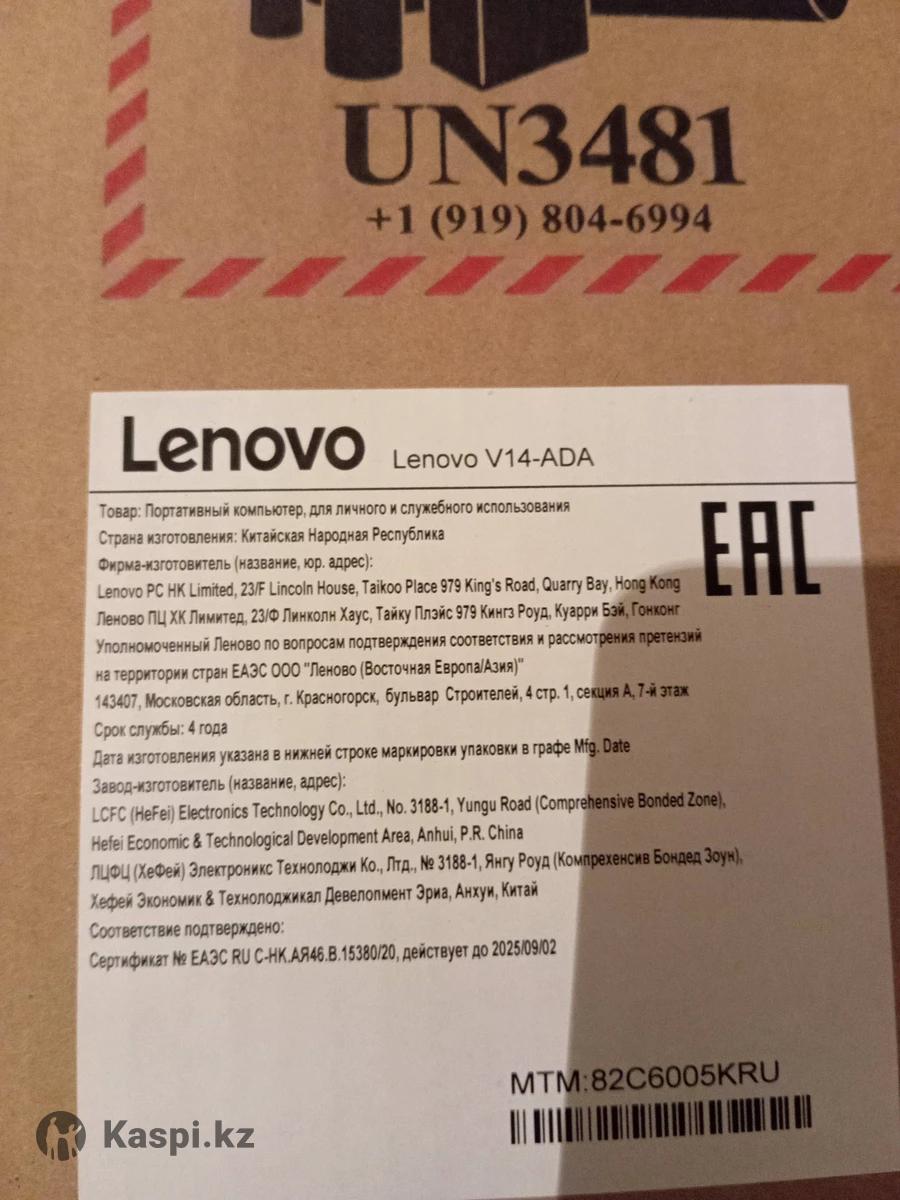 UN3481
+1 (919) 804-6994
Lenovo Lenovo V14-ADA
Товар: Портативный компьютер, для личного и служебного использования
Страна изготовления: Китайская Народная Республика
Фирма-изготовитель (название, юр. адрес):
Lenovo PC HK Limited, 23/F Lincoln House, Taikoo Place 979 King's Road, Quarry Bay, Hong Kong
Леново ПЦ ХК Лимитед, 23/Ф Линколн Хаус, Тайку Плэйс 979 Кингз Роуд, Куарри Бэй, Гонконг
Уполномоченный Леново по вопросам подтверждения соответствия и рассмотрения претензий
на территории стран ЕАЭС ООО "Леново (Восточная Европа/Азия)"
143407, Московская область, г. Красногорск, бульвар Строителей, 4 стр. 1, секция А, 7-й этаж
Срок службы: 4 года
Дата изготовления указана в нижней строке маркировки упаковки в графе Mfg. Date
Завод-изготовитель (название, адрес):
LCFC (HeFei) Electronics Technology Co., Ltd., No. 3188-1, Yungu Road (Comprehensive Bonded Zone),
Hefei Economic & Technological Development Area, Anhui, P.R. China
ЛЦФЦ (ХеФей) Электроникс Технолоджи Ко., Лтд., № 3188-1, Янгу Роуд (Компрехенсив Бондед Зоун),
Хефей Экономик & Технолоджикал Девелопмент Эриа, Анхуи, Китай
Соответствие подтверждено:
Сертификат № ЕАЭС RU С-НК.АЯ46.В.15380/20, действует до 2025/09/02
EAC
MTM:82C6005KRU
Kaspi.kz